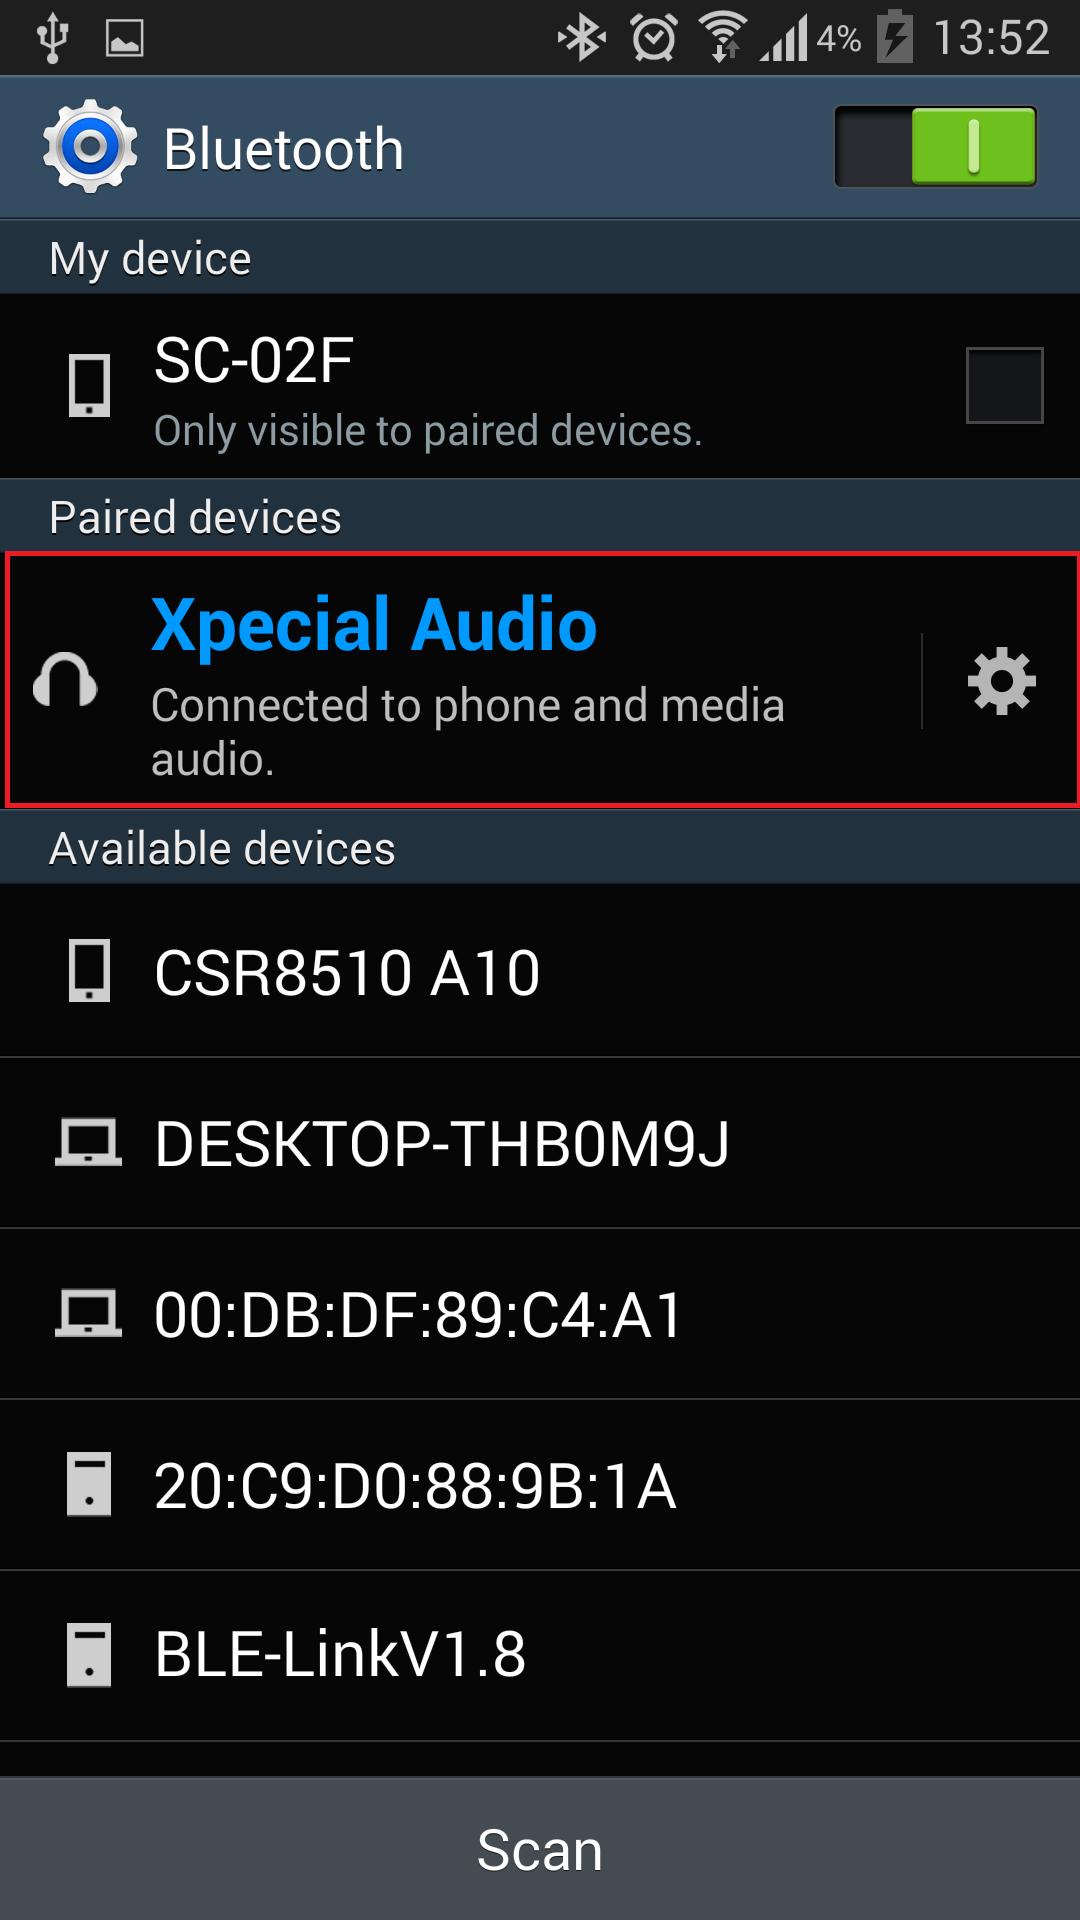 4% 13:52
Bluetooth
My device
SC-02F
Only visible to paired devices.
Paired devices
Xpecial Audio
Connected to phone and media
audio.
Available devices
CSR8510 A10
DESKTOP-THB0M9J
00:DB:DF:89:C4:A1
20:C9:D0:88:9B:1A
BLE-LinkV1.8
Scan